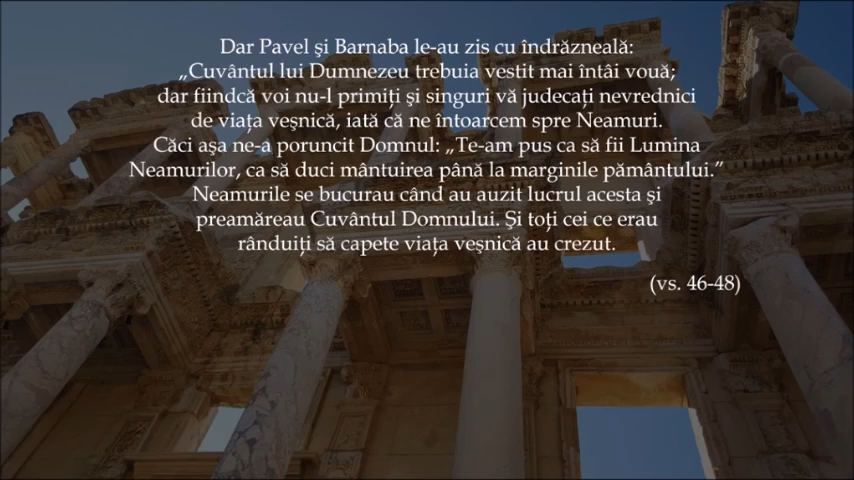 Dar Pavel şi Barnaba le-au zis cu îndrăzneală:
„Cuvântul lui Dumnezeu trebuia vestit mai întâi vouă;
dar fiindcă voi nu-l primiţi şi singuri vă judecaţi nevrednici
de viaţa veşnică, iată că ne întoarcem spre Neamuri.
Căci aşa ne-a poruncit Domnul: „Te-am pus ca să fii Lumina
Neamurilor, ca să duci mântuirea până la marginile pământului.”
Neamurile se bucurau când au auzit lucrul acesta şi
preamăreau Cuvântul Domnului. Şi toţi cei ce erau
rânduiţi să capete viaţa veşnică au crezut.
(vs. 46-48)